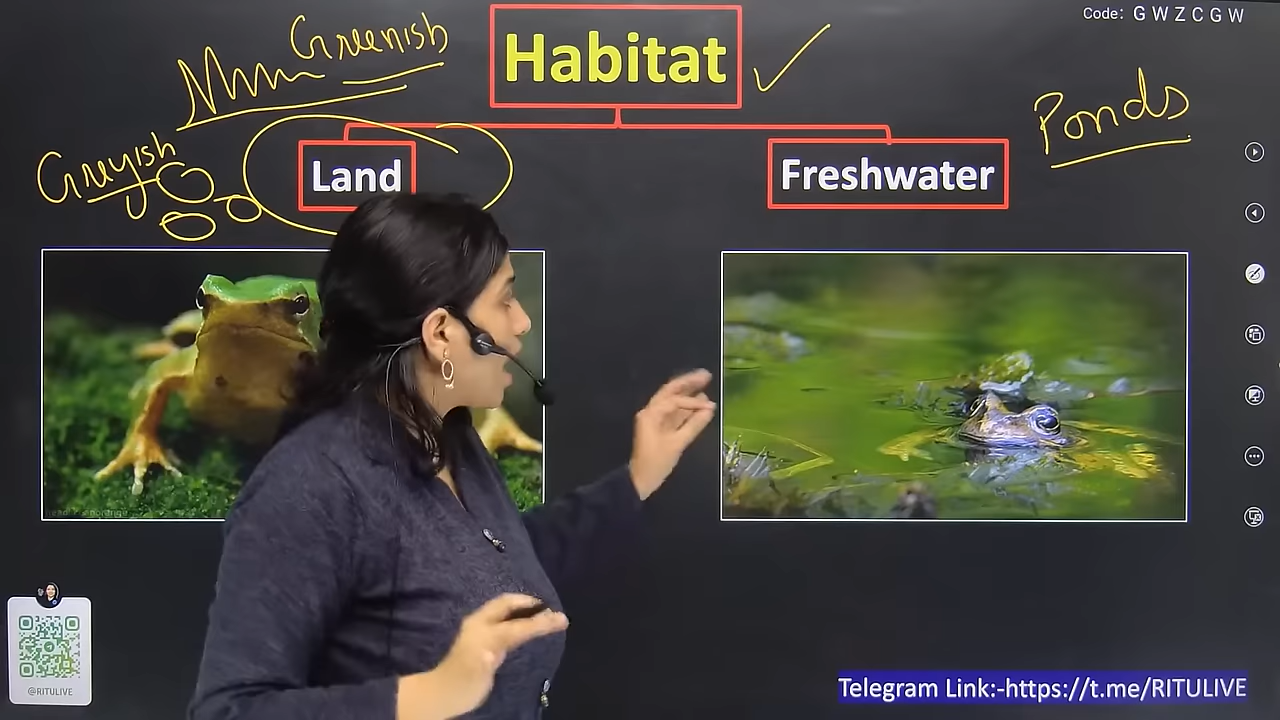 Code: G W Z C G W
Greenish
Habitat
Ponds
Greyish
Land
Freshwater
@RITULIVE
Telegram Link:-https://t.me/RITULIVE